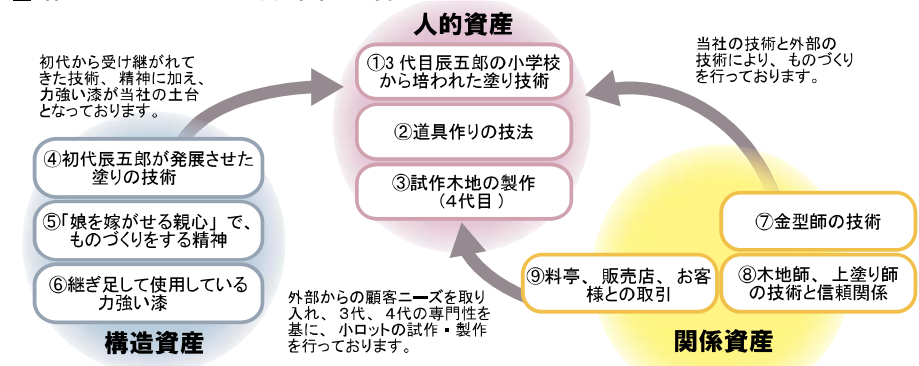 人的資産
①3代目辰五郎の小学校
から培われた塗り技術
②道具作りの技法
③試作木地の製作
(4代目)
初代から受け継がれて
きた技術、精神に加え、
力強い漆が当社の土台
となっております。
④初代辰五郎が発展させた
塗りの技術
⑤「娘を嫁がせる親心」で、
ものづくりをする精神
⑥継ぎ足して使用している
力強い漆
構造資産
当社の技術と外部の
技術により、ものづくり
を行っております。
⑦金型師の技術
⑧木地師、上塗り師
の技術と信頼関係
⑨料亭、販売店、お客
様との取引
関係資産
外部からの顧客ニーズを取り
入れ、3代、4代の専門性を
基に、小ロットの試作・製作
を行っております。